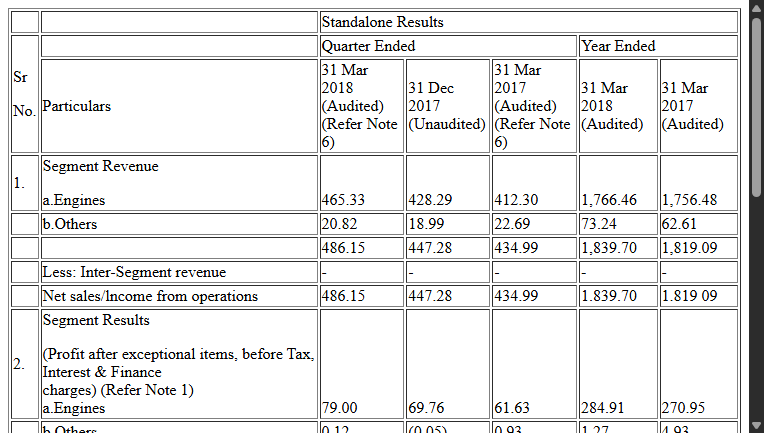 Standalone Results
Quarter Ended Year Ended
Sr No. Particulars 31 Mar 2018 (Audited) (Refer Note 6) 31 Dec 2017 (Unaudited) 31 Mar 2017 (Audited) (Refer Note 6) 31 Mar 2018 (Audited) 31 Mar 2017 (Audited)
1. Segment Revenue
a.Engines 465.33 428.29 412.30 1,766.46 1,756.48
b.Others 20.82 18.99 22.69 73.24 62.61
486.15 447.28 434.99 1,839.70 1,819.09
Less: Inter-Segment revenue - - - - -
Net sales/lncome from operations 486.15 447.28 434.99 1.839.70 1.819 09
2. Segment Results
(Profit after exceptional items, before Tax,
Interest & Finance
charges) (Refer Note 1)
a.Engines 79.00 69.76 61.63 284.91 270.95
b.Others 0.12 (0.05) 0.93 1.27 4.93